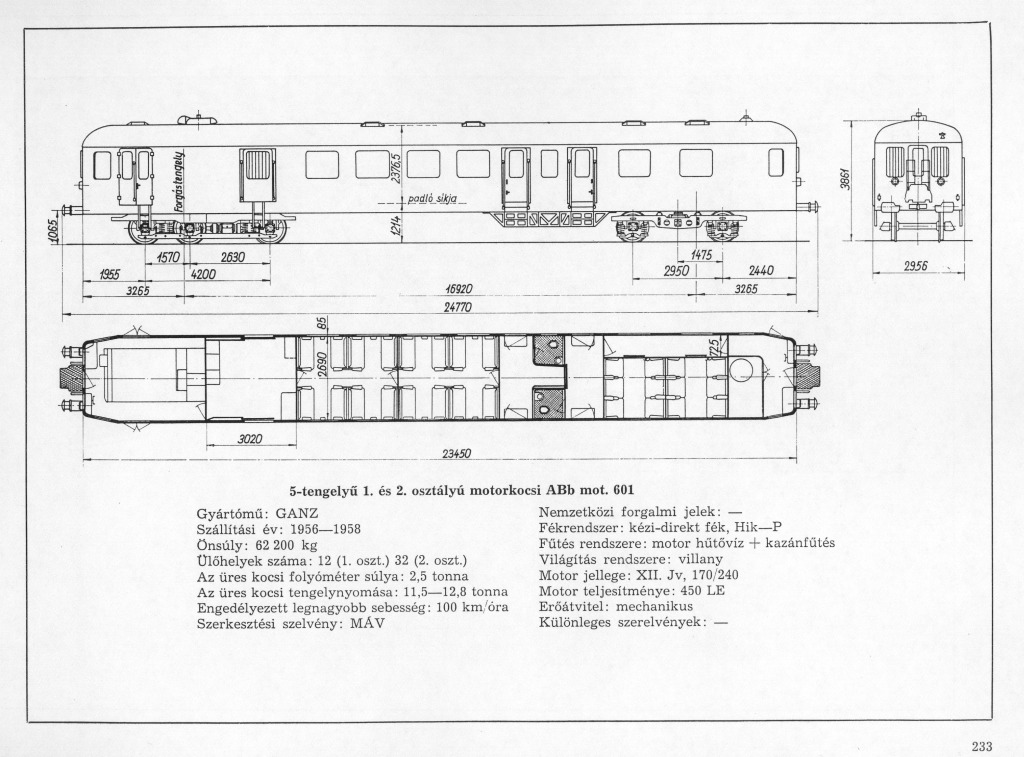 Forgástengely
2376,5
padló síkja
1214
1065
1570
2630
1955
4200
3265
16920
24770
1475
2950
2440
3265
3861
2956
85
2690
725
3020
23450
5-tengelyű 1. és 2. osztályú motorkocsi ABb mot. 601
Gyártómű: GANZ
Szállítási év: 1956—1958
Önsúly: 62 200 kg
Ülőhelyek száma: 12 (1. oszt.) 32 (2. oszt.)
Az üres kocsi folyóméter súlya: 2,5 tonna
Az üres kocsi tengelynyomása: 11,5—12,8 tonna
Engedélyezett legnagyobb sebesség: 100 km/óra
Szerkesztési szelvény: MÁV
Nemzetközi forgalmi jelek: —
Fékrendszer: kézi-direkt fék, Hik—P
Fűtés rendszere: motor hűtővíz + kazánfűtés
Világítás rendszere: villany
Motor jellege: XII. Jv, 170/240
Motor teljesítménye: 450 LE
Erőátvitel: mechanikus
Különleges szerelvények: —
233